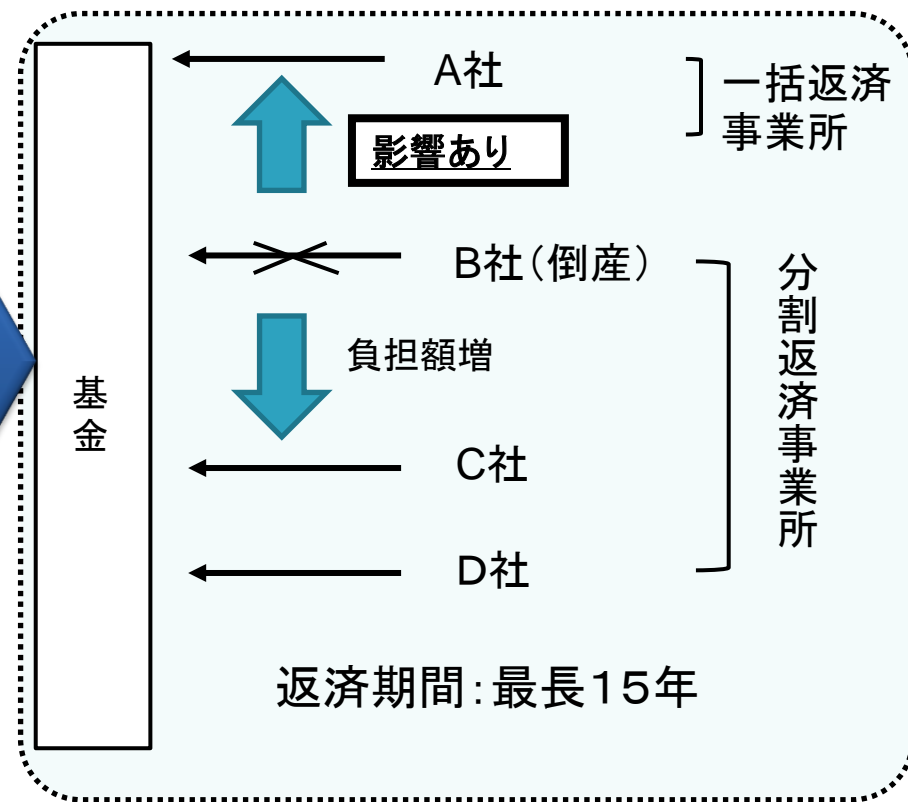 A社
一括返済
事業所
影響あり
B社(倒産)
負担額増
基金
C社
D社
分割返済事業所
返済期間:最長15年